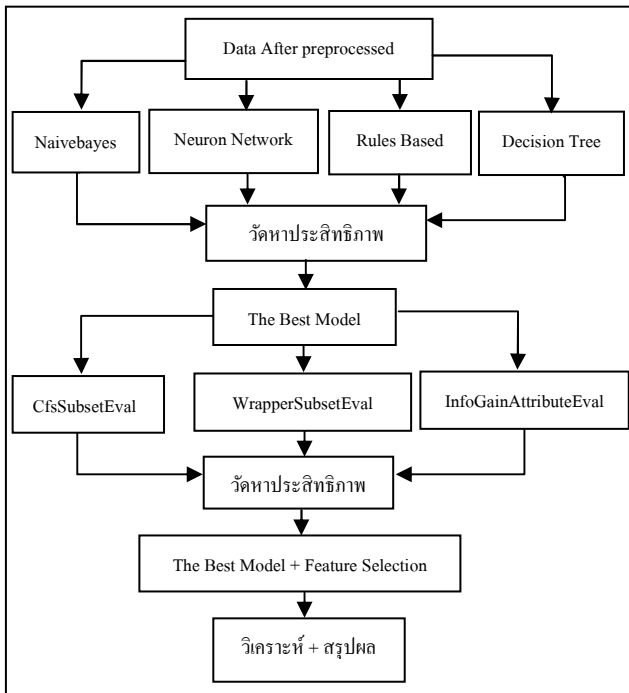 Data After preprocessed
Naivebayes
Neuron Network
Rules Based
Decision Tree
วัดหาประสิทธิภาพ
The Best Model
CfsSubsetEval
WrapperSubsetEval
InfoGainAttributeEval
วัดหาประสิทธิภาพ
The Best Model + Feature Selection
วิเคราะห์ + สรุปผล